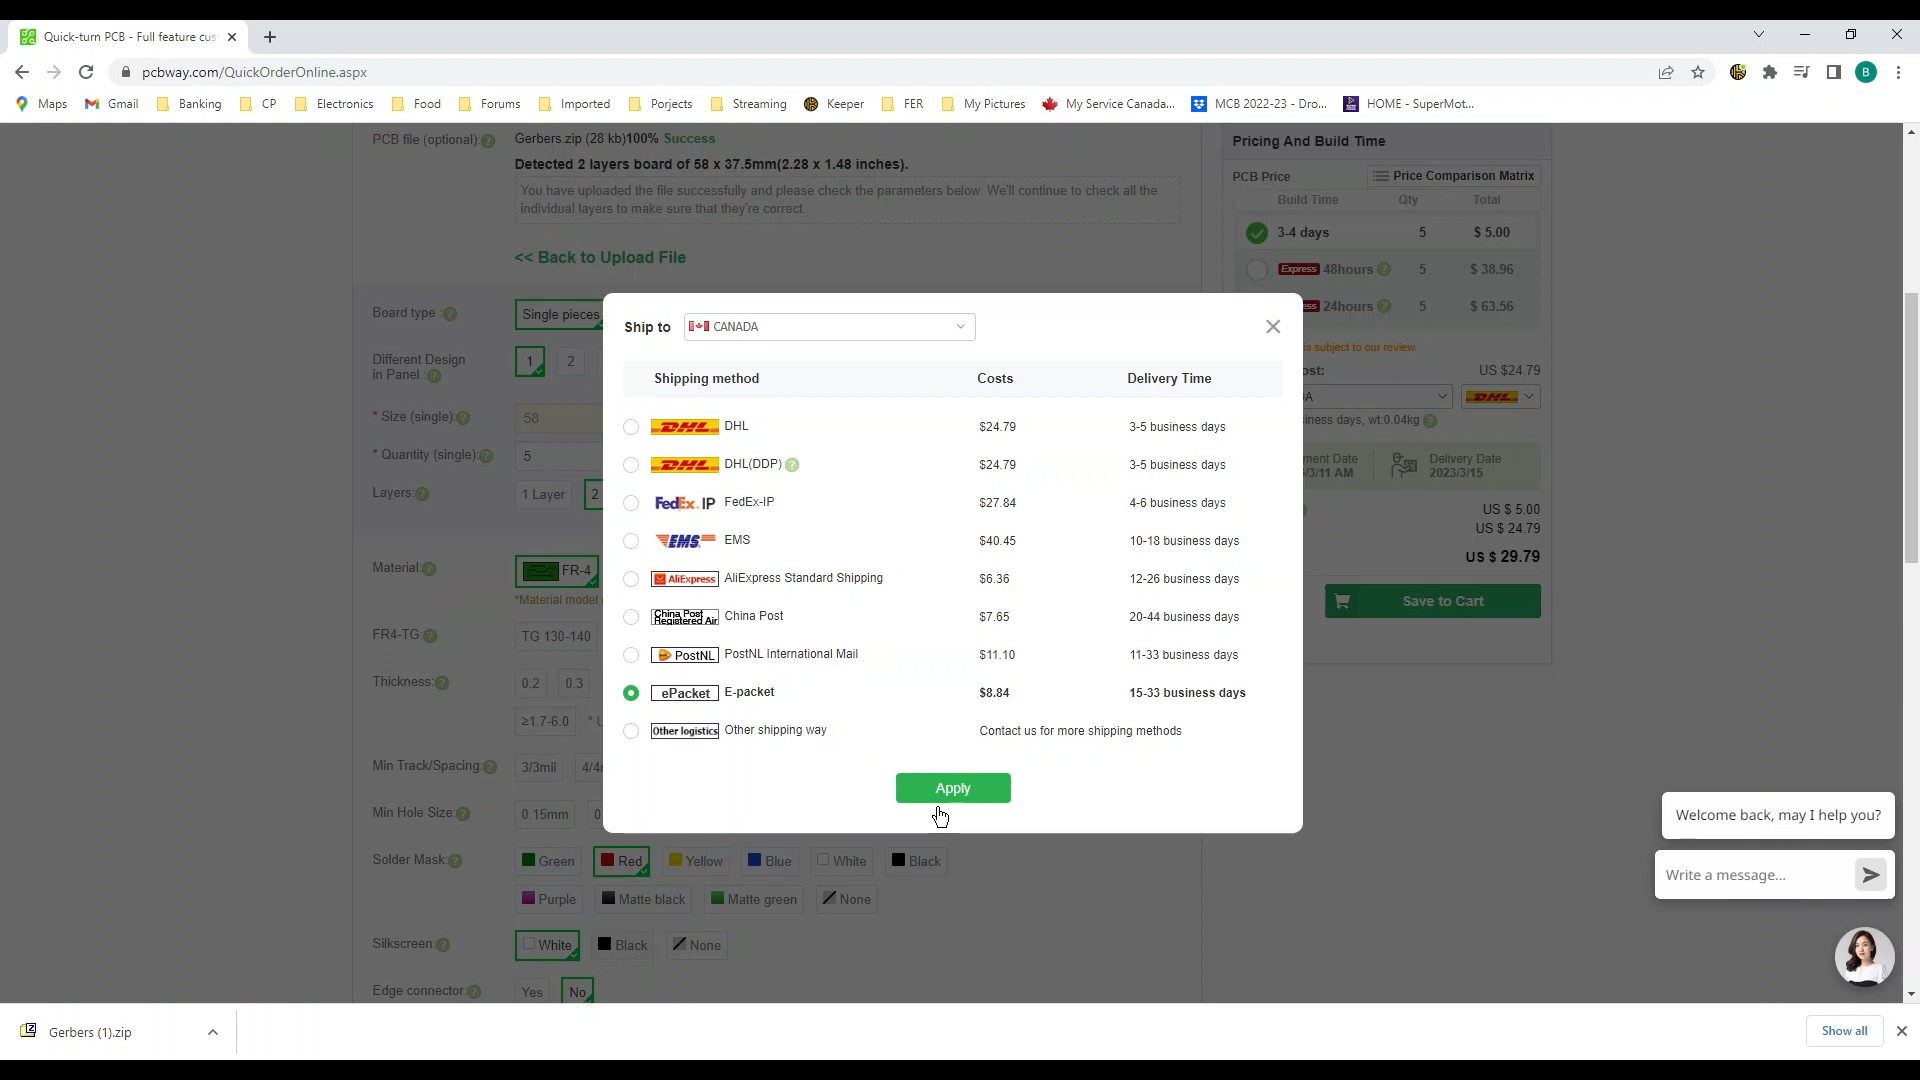 Quick-turn PCB - Full feature cus
pcbway.com/QuickOrderOnline.aspx
B
Maps Gmail Banking CP Electronics Food Forums Imported Porjects Streaming Keeper FER My Pictures My Service Canada... MCB 2022-23 - Dro... HOME - SuperMot...
PCB file (optional): Gerbers.zip (28 kb)100% Success
Detected 2 layers board of 58 x 37.5mm(2.28 x 1.48 inches).
You have uploaded the file successfully and please check the parameters below. We'll continue to check all the
individual layers to make sure that they're correct.
<< Back to Upload File
Board type : Single pieces
Different Design
in Panel : 1 2
* Size (single): 58
* Quantity (single): 5
Layers: 1 Layer 2
Material: FR-4
*Material model
FR4-TG: TG 130-140
Thickness: 0.2 0.3
≥1.7-6.0 * U
Min Track/Spacing: 3/3mil 4/4
Min Hole Size: 0.15mm 0
Solder Mask: Green Red Yellow Blue White Black
Purple Matte black Matte green None
Silkscreen: White Black None
Edge connector: Yes No
Ship to CANADA
Shipping method Costs Delivery Time
DHL DHL $24.79 3-5 business days
DHL DHL(DDP) $24.79 3-5 business days
FedEx. IP FedEx-IP $27.84 4-6 business days
EMS EMS $40.45 10-18 business days
AliExpress AliExpress Standard Shipping $6.36 12-26 business days
China Post
Registered Air China Post $7.65 20-44 business days
PostNL PostNL International Mail $11.10 11-33 business days
ePacket E-packet $8.84 15-33 business days
Other logistics Other shipping way Contact us for more shipping methods
Apply
Pricing And Build Time
PCB Price Price Comparison Matrix
Build Time Qty Total
3-4 days 5 $ 5.00
Express 48hours 5 $ 38.96
ess 24hours 5 $ 63.56
s subject to our review.
ost: US $24.79
A DHL
iness days, wt:0.04kg
ment Date Delivery Date
/3/11 AM 2023/3/15
US $ 5.00
US $ 24.79
US $ 29.79
Save to Cart
Welcome back, may I help you?
Write a message...
Gerbers (1).zip
Show all